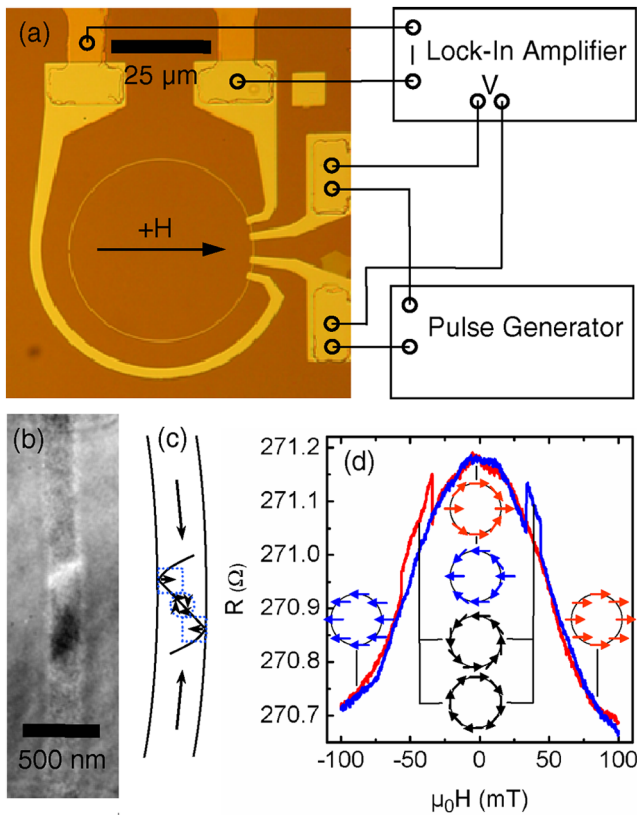 (a)
25 μm
+H
I
Lock-In Amplifier
V
Pulse Generator
(b)
500 nm
(c)
(d)
271.2
271.1
271.0
270.9
270.8
270.7
R (Ω)
-100
-50
0
50
100
μ₀H (mT)